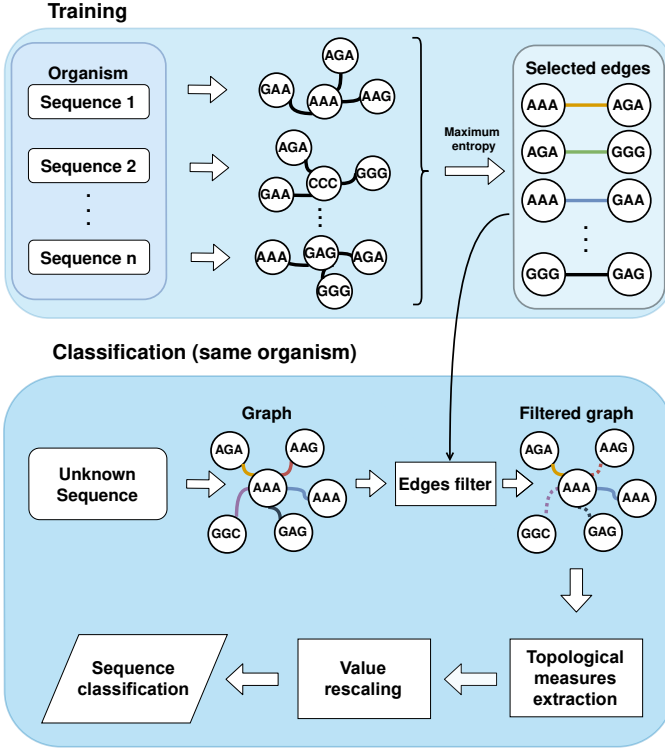 Training
Organism
Sequence 1
Sequence 2
Sequence n
AGA
GAA
AAA
AAG
AGA
CCC
GGG
GAA
AAA
GAG
AGA
GGG
Maximum
entropy
Selected edges
AAA
AGA
AGA
GGG
AAA
GAA
GGG
GAG
Classification (same organism)
Unknown
Sequence
Graph
AGA
AAG
AAA
AAA
GGC
GAG
Edges filter
Filtered graph
AGA
AAG
AAA
AAA
GGC
GAG
Topological
measures
extraction
Value
rescaling
Sequence
classification